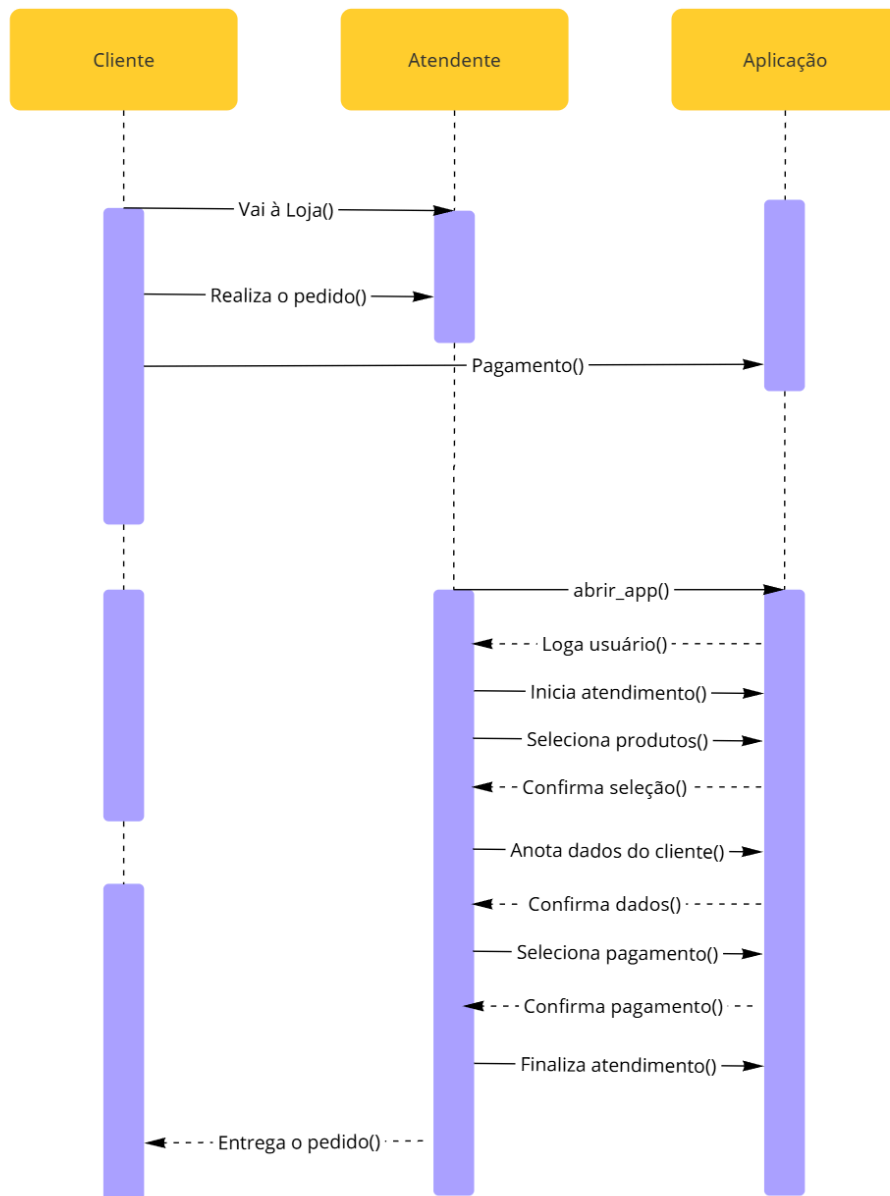 Cliente
Atendente
Aplicação
Vai à Loja()
Realiza o pedido()
Pagamento()
abrir_app()
Loga usuário()
Inicia atendimento()
Seleciona produtos()
Confirma seleção()
Anota dados do cliente()
Confirma dados()
Seleciona pagamento()
Confirma pagamento()
Finaliza atendimento()
Entrega o pedido()